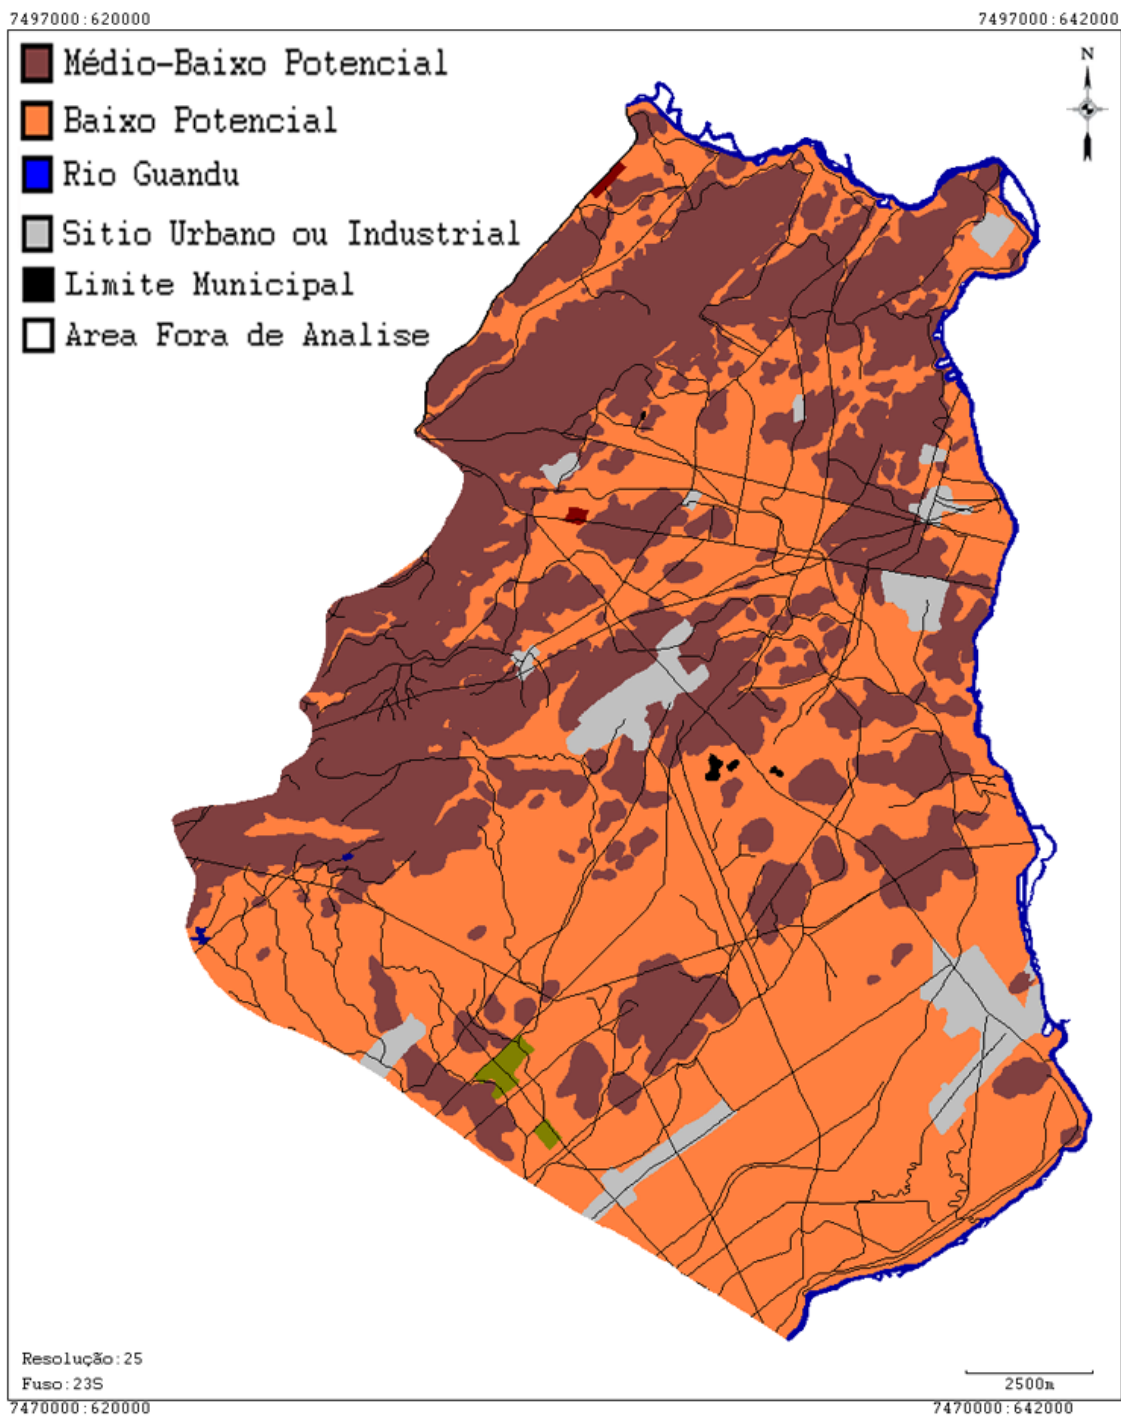 7497000:620000
7497000:642000
Médio-Baixo Potencial
N
Baixo Potencial
Rio Guandu
Sitio Urbano ou Industrial
Limite Municipal
Area Fora de Analise
Resolução:25
Fuso:23S
2500m
7470000:620000
7470000:642000